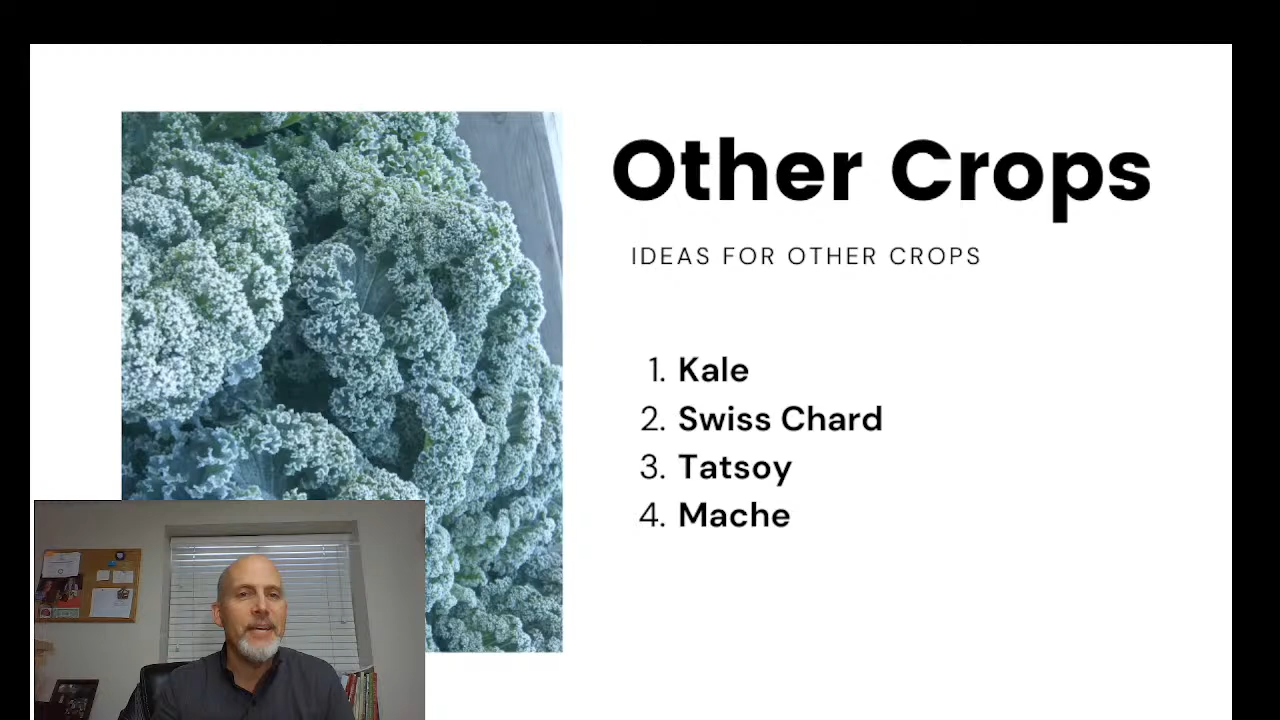 Other Crops
IDEAS FOR OTHER CROPS
1. Kale
2. Swiss Chard
3. Tatsoy
4. Mache